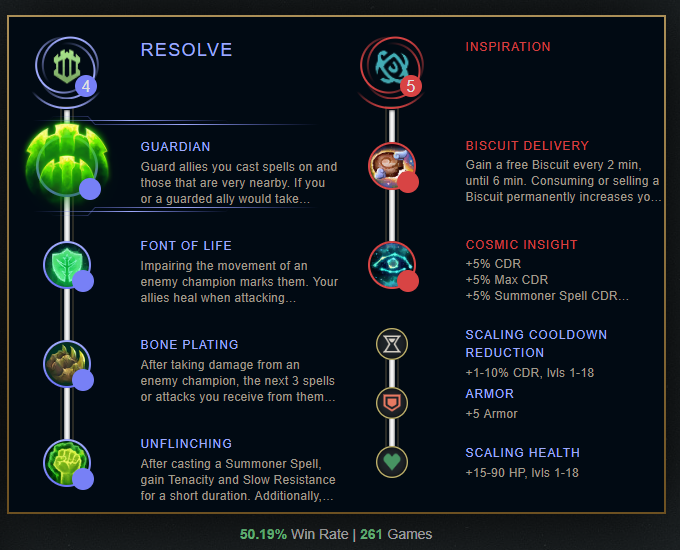 4
RESOLVE
GUARDIAN
Guard allies you cast spells on and
those that are very nearby. If you
or a guarded ally would take...
FONT OF LIFE
Impairing the movement of an
enemy champion marks them. Your
allies heal when attacking...
BONE PLATING
After taking damage from an
enemy champion, the next 3 spells
or attacks you receive from them...
UNFLINCHING
After casting a Summoner Spell,
gain Tenacity and Slow Resistance
for a short duration. Additionally,...
5
INSPIRATION
BISCUIT DELIVERY
Gain a free Biscuit every 2 min,
until 6 min. Consuming or selling a
Biscuit permanently increases yo...
COSMIC INSIGHT
+5% CDR
+5% Max CDR
+5% Summoner Spell CDR...
SCALING COOLDOWN
REDUCTION
+1-10% CDR, lvls 1-18
ARMOR
+5 Armor
SCALING HEALTH
+15-90 HP, lvls 1-18
50.19% Win Rate | 261 Games